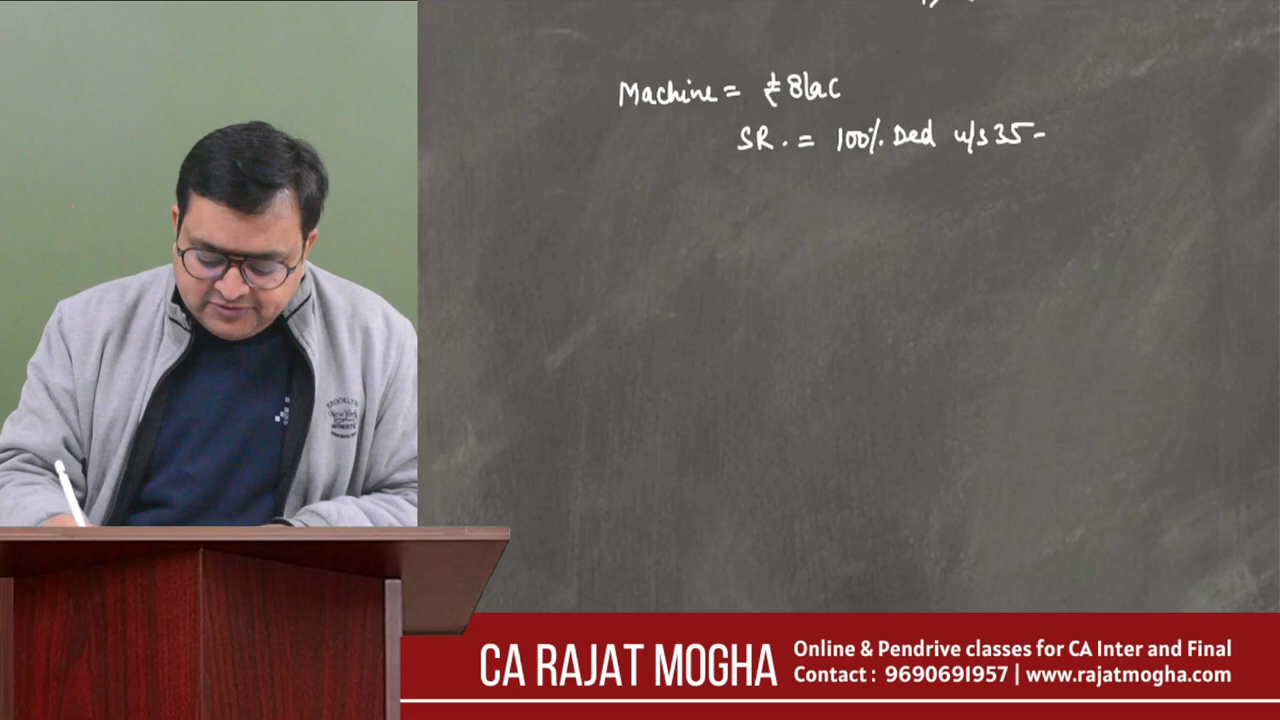 Machine = ₹ 8lac
SR. = 100% Ded u/s 35 -
BROOKLYN
New York
AUTHENTIC
CA RAJAT MOGHA
Online & Pendrive classes for CA Inter and Final
Contact : 9690691957 | www.rajatmogha.com